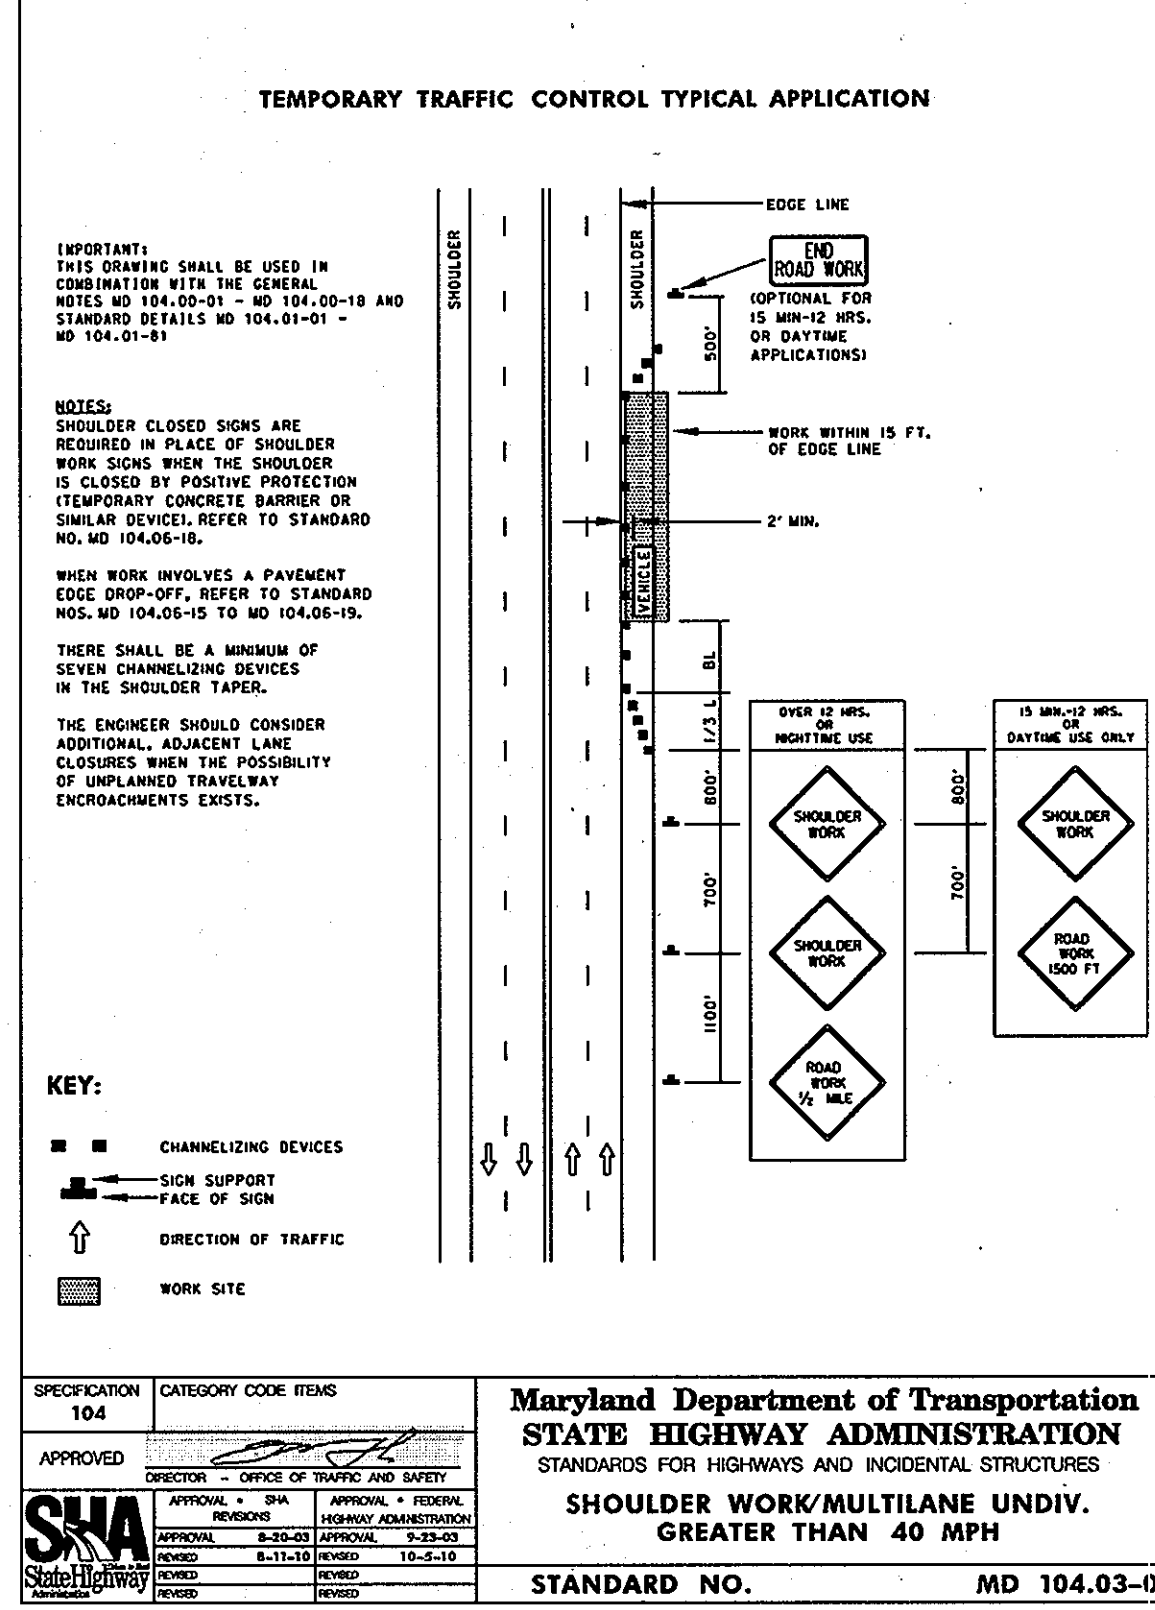 TEMPORARY TRAFFIC CONTROL TYPICAL APPLICATION
IMPORTANT:
THIS DRAWING SHALL BE USED IN
COMBINATION WITH THE GENERAL
NOTES MD 104.00-01 - MD 104.00-18 AND
STANDARD DETAILS MD 104.01-01 -
MD 104.01-81
NOTES:
SHOULDER CLOSED SIGNS ARE
REQUIRED IN PLACE OF SHOULDER
WORK SIGNS WHEN THE SHOULDER
IS CLOSED BY POSITIVE PROTECTION
(TEMPORARY CONCRETE BARRIER OR
SIMILAR DEVICE). REFER TO STANDARD
NO. MD 104.06-18.
WHEN WORK INVOLVES A PAVEMENT
EDGE DROP-OFF, REFER TO STANDARD
NOS. MD 104.06-15 TO MD 104.06-19.
THERE SHALL BE A MINIMUM OF
SEVEN CHANNELIZING DEVICES
IN THE SHOULDER TAPER.
THE ENGINEER SHOULD CONSIDER
ADDITIONAL, ADJACENT LANE
CLOSURES WHEN THE POSSIBILITY
OF UNPLANNED TRAVELWAY
ENCROACHMENTS EXISTS.
SHOULDER
SHOULDER
EDGE LINE
END
ROAD WORK
(OPTIONAL FOR
15 MIN-12 HRS.
OR DAYTIME
APPLICATIONS)
500'
WORK WITHIN 15 FT.
OF EDGE LINE
2' MIN.
VEHICLE
BL
1/3 L
800'
700'
1100'
OVER 12 HRS.
OR
NIGHTTIME USE
SHOULDER
WORK
SHOULDER
WORK
ROAD
WORK
1/2 MILE
800'
700'
15 MIN.-12 HRS.
OR
DAYTIME USE ONLY
SHOULDER
WORK
ROAD
WORK
1500 FT
KEY:
CHANNELIZING DEVICES
SIGN SUPPORT
FACE OF SIGN
DIRECTION OF TRAFFIC
WORK SITE
SPECIFICATION
104
CATEGORY CODE ITEMS
APPROVED
DIRECTOR - OFFICE OF TRAFFIC AND SAFETY
SHA
State Highway
Administration
APPROVAL • SHA
REVISIONS
APPROVAL • FEDERAL
HIGHWAY ADMINISTRATION
APPROVAL 8-20-03 APPROVAL 9-23-03
REVISED 8-11-10 REVISED 10-5-10
REVISED REVISED
REVISED REVISED
Maryland Department of Transportation
STATE HIGHWAY ADMINISTRATION
STANDARDS FOR HIGHWAYS AND INCIDENTAL STRUCTURES
SHOULDER WORK/MULTILANE UNDIV.
GREATER THAN 40 MPH
STANDARD NO. MD 104.03-0